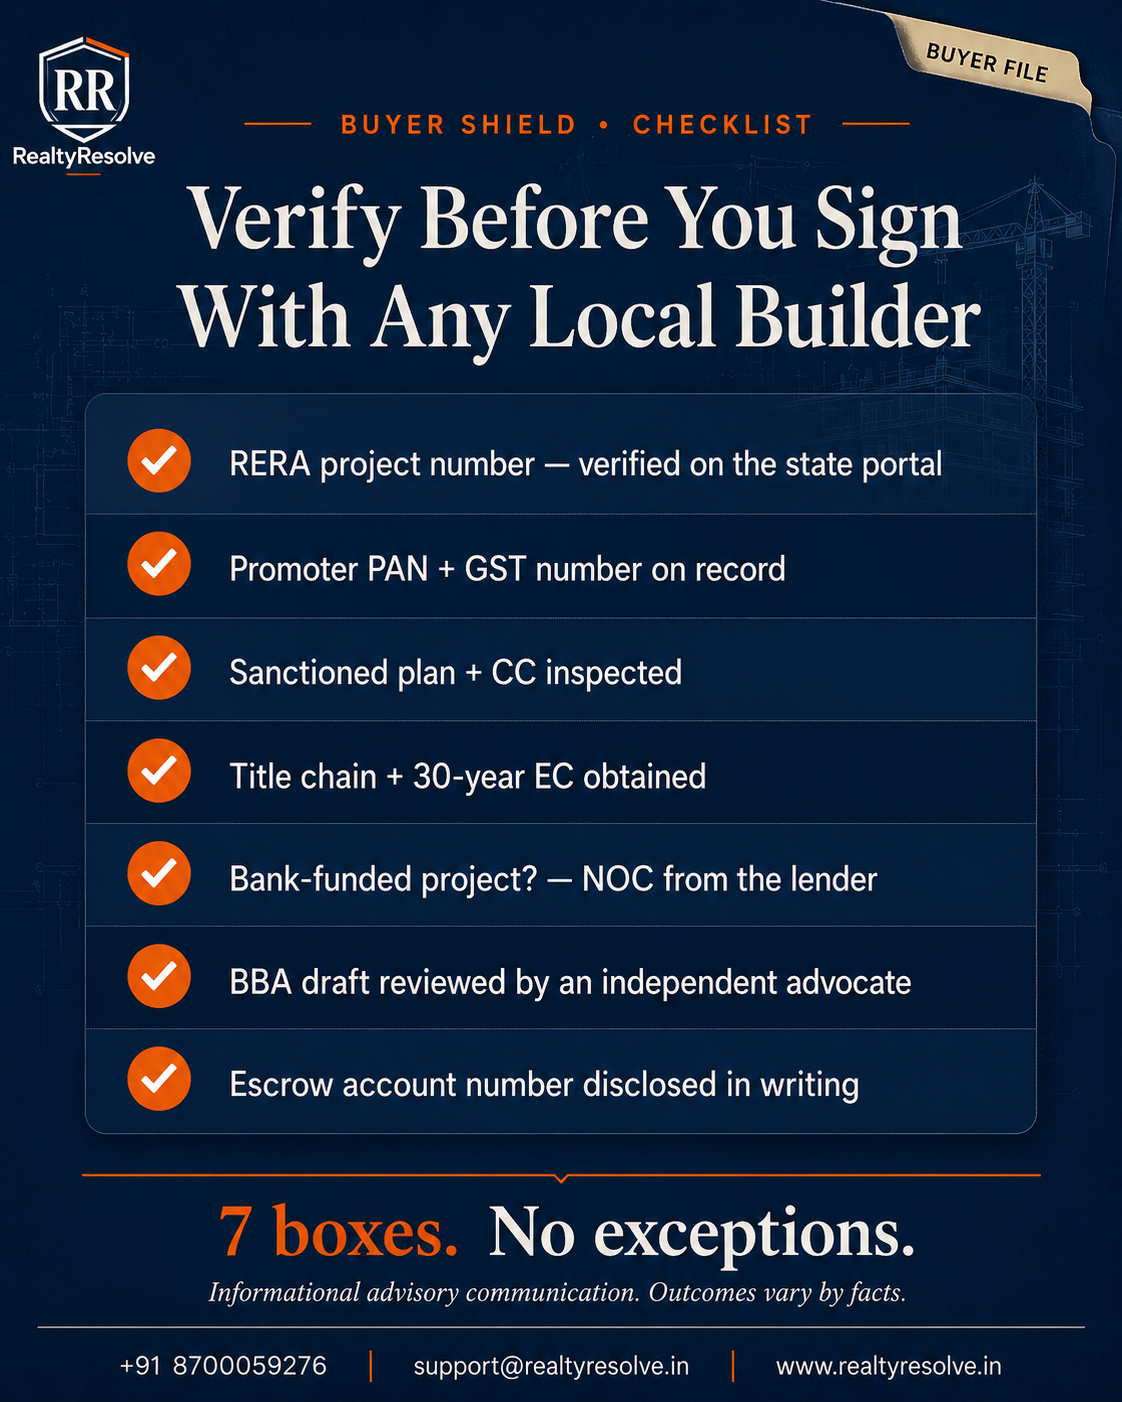 BUYER FILE
RR
RealtyResolve
BUYER SHIELD • CHECKLIST
Verify Before You Sign
With Any Local Builder
RERA project number — verified on the state portal
Promoter PAN + GST number on record
Sanctioned plan + CC inspected
Title chain + 30-year EC obtained
Bank-funded project? — NOC from the lender
BBA draft reviewed by an independent advocate
Escrow account number disclosed in writing
7 boxes. No exceptions.
Informational advisory communication. Outcomes vary by facts.
+91 8700059276 | support@realtyresolve.in | www.realtyresolve.in